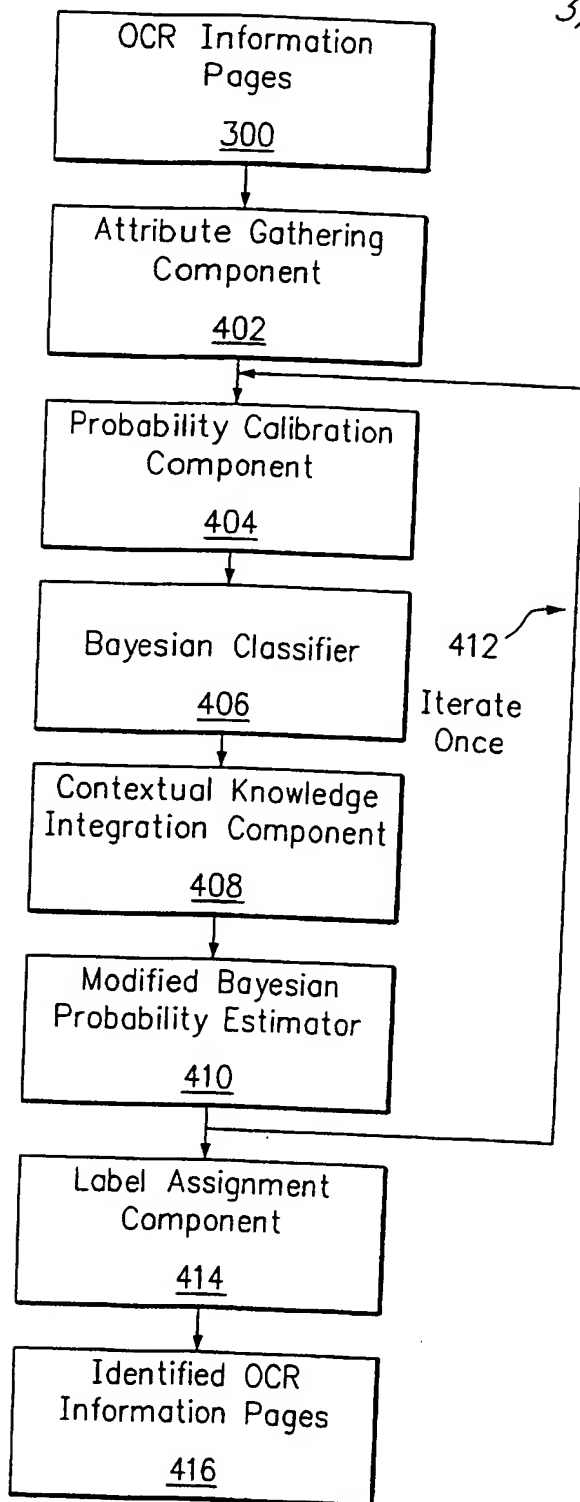 3,
OCR Information
Pages
300
Attribute Gathering
Component
402
Probability Calibration
Component
404
Bayesian Classifier
406
412
Iterate
Once
Contextual Knowledge
Integration Component
408
Modified Bayesian
Probability Estimator
410
Label Assignment
Component
414
Identified OCR
Information Pages
416